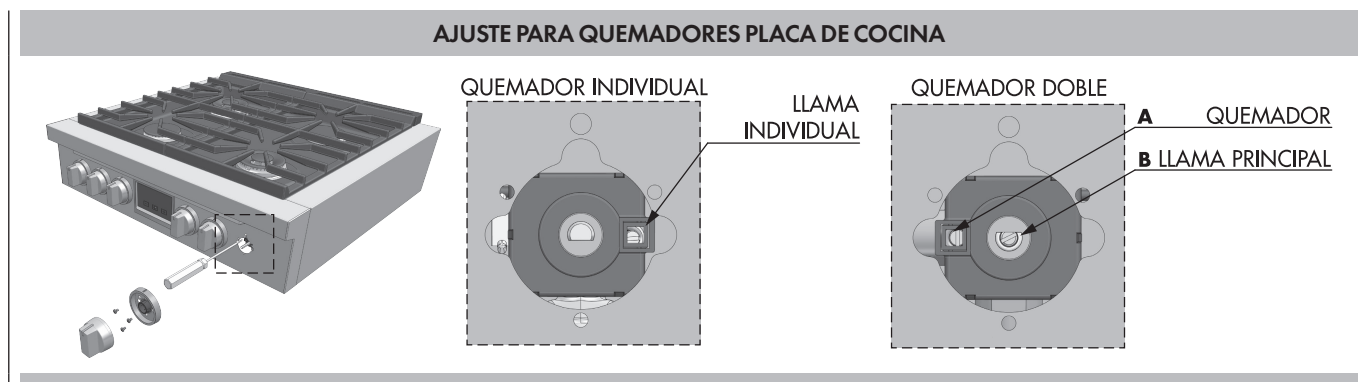 AJUSTE PARA QUEMADORES PLACA DE COCINA
QUEMADOR INDIVIDUAL
LLAMA
INDIVIDUAL
QUEMADOR DOBLE
A QUEMADOR
B LLAMA PRINCIPAL